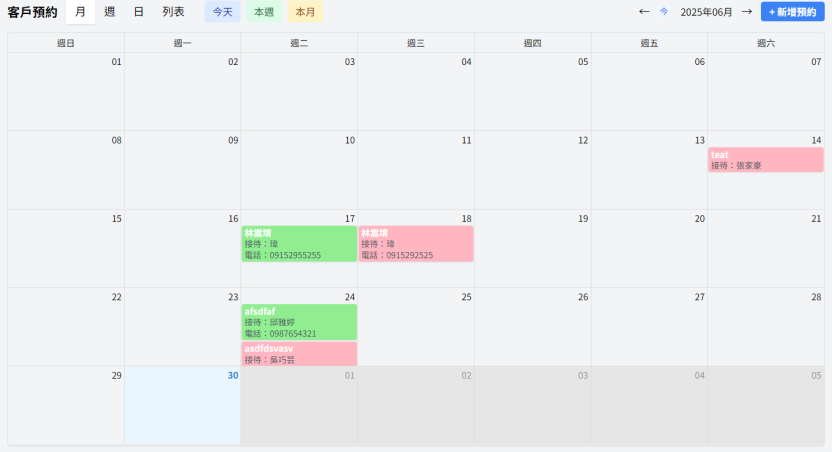 客戶預約 月 週 日 列表 今天 本週 本月 ← 今 2025年06月 → + 新增預約
週日 週一 週二 週三 週四 週五 週六
01 02 03 04 05 06 07
08 09 10 11 12 13 14
teat
接待：張家豪
15 16 17 18 19 20 21
林嵩堉 林嵩堉
接待：瑋 接待：瑋
電話：09152955255 電話：0915292525
22 23 24 25 26 27 28
afsdfaf
接待：邱雅婷
電話：0987654321
asdfdsvasv
接待：吳巧芸
29 30 01 02 03 04 05